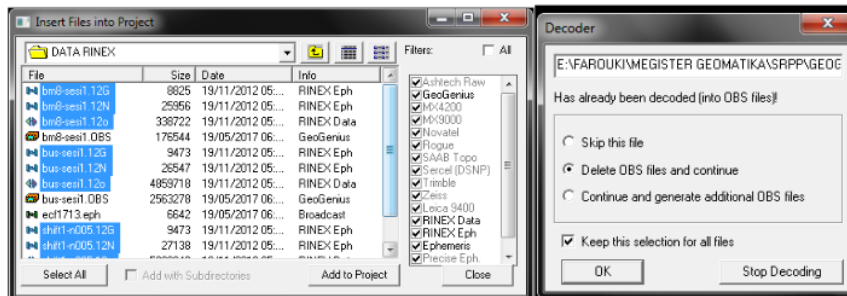 Insert Files into Project
DATA RINEX
Filters:
All
File Size Date Info
bm8-sesi1.12G 8825 19/11/2012 05:... RINEX Eph
bm8-sesi1.12N 25956 19/11/2012 05:... RINEX Eph
bm8-sesi1.12o 338722 19/11/2012 05:... RINEX Data
bm8-sesi1.OBS 176544 19/05/2017 06:... GeoGenius
bus-sesi1.12G 9473 19/11/2012 05:... RINEX Eph
bus-sesi1.12N 26547 19/11/2012 05:... RINEX Eph
bus-sesi1.12o 4859718 19/11/2012 05:... RINEX Data
bus-sesi1.OBS 2563278 19/05/2017 06:... GeoGenius
ecf1713.eph 6642 19/05/2017 06:... Broadcast
shift1-n005.12G 9473 19/11/2012 05:... RINEX Eph
shift1-n005.12N 27138 19/11/2012 05:... RINEX Eph
Ashtech Raw
GeoGenius
MX4200
MX9000
Novatel
Rogue
SAAB Topo
Sercel (DSNP)
Trimble
Zeiss
Leica 9400
RINEX Data
RINEX Eph
Ephemeris
Precise Eph.
Select All
Add with Subdirectories
Add to Project
Close
Decoder
E:\FAROUKI\MEGISTER GEOMATIKA\SRPP\GEOG
Has already been decoded (into OBS files)!
Skip this file
Delete OBS files and continue
Continue and generate additional OBS files
Keep this selection for all files
OK
Stop Decoding